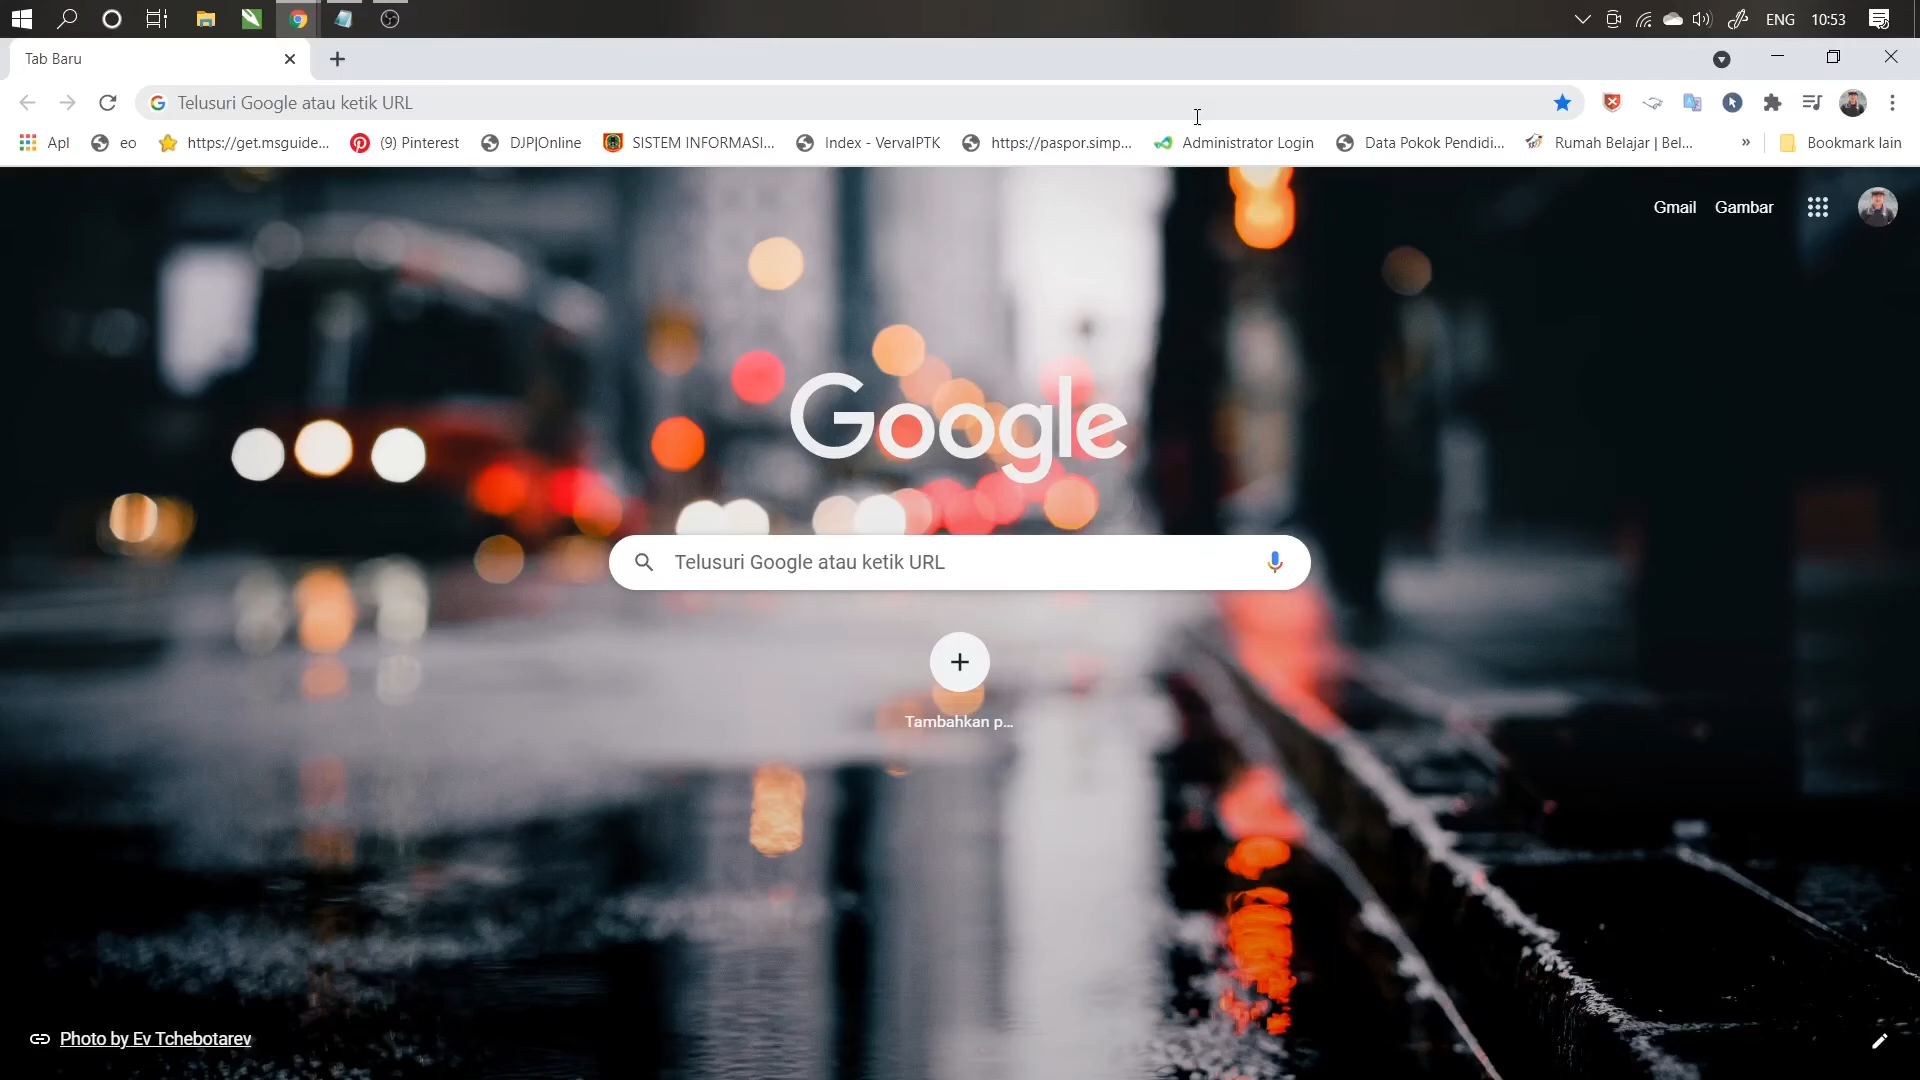 ENG 10:53
Tab Baru
Telusuri Google atau ketik URL
Apl eo https://get.msguide... (9) Pinterest DJP|Online SISTEM INFORMASI... Index - VervalPTK https://paspor.simp... Administrator Login Data Pokok Pendidi... Rumah Belajar | Bel... » Bookmark lain
Gmail Gambar
Google
Telusuri Google atau ketik URL
Tambahkan p...
Photo by Ev Tchebotarev